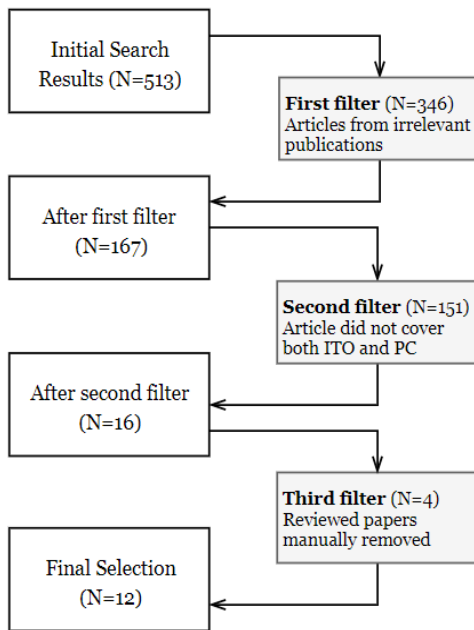 Initial Search
Results (N=513)
First filter (N=346)
Articles from irrelevant
publications
After first filter
(N=167)
Second filter (N=151)
Article did not cover
both ITO and PC
After second filter
(N=16)
Third filter (N=4)
Reviewed papers
manually removed
Final Selection
(N=12)